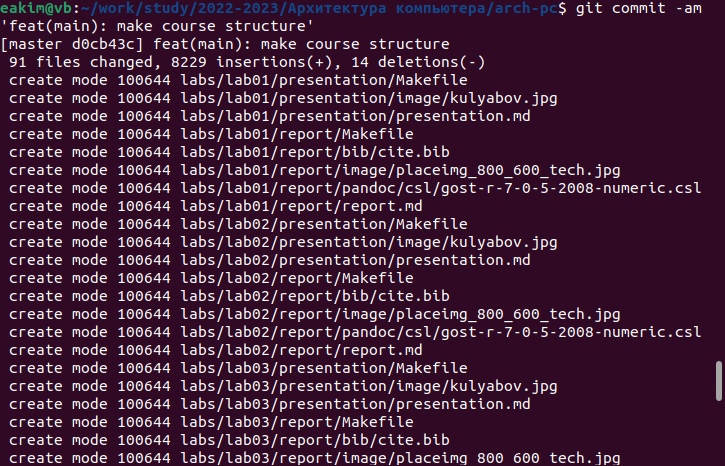 eakim@vb:~/work/study/2022-2023/Архитектура компьютера/arch-pc$ git commit -am
'feat(main): make course structure'
[master d0cb43c] feat(main): make course structure
 91 files changed, 8229 insertions(+), 14 deletions(-)
 create mode 100644 labs/lab01/presentation/Makefile
 create mode 100644 labs/lab01/presentation/image/kulyabov.jpg
 create mode 100644 labs/lab01/presentation/presentation.md
 create mode 100644 labs/lab01/report/Makefile
 create mode 100644 labs/lab01/report/bib/cite.bib
 create mode 100644 labs/lab01/report/image/placeimg_800_600_tech.jpg
 create mode 100644 labs/lab01/report/pandoc/csl/gost-r-7-0-5-2008-numeric.csl
 create mode 100644 labs/lab01/report/report.md
 create mode 100644 labs/lab02/presentation/Makefile
 create mode 100644 labs/lab02/presentation/image/kulyabov.jpg
 create mode 100644 labs/lab02/presentation/presentation.md
 create mode 100644 labs/lab02/report/Makefile
 create mode 100644 labs/lab02/report/bib/cite.bib
 create mode 100644 labs/lab02/report/image/placeimg_800_600_tech.jpg
 create mode 100644 labs/lab02/report/pandoc/csl/gost-r-7-0-5-2008-numeric.csl
 create mode 100644 labs/lab02/report/report.md
 create mode 100644 labs/lab03/presentation/Makefile
 create mode 100644 labs/lab03/presentation/image/kulyabov.jpg
 create mode 100644 labs/lab03/presentation/presentation.md
 create mode 100644 labs/lab03/report/Makefile
 create mode 100644 labs/lab03/report/bib/cite.bib
 create mode 100644 labs/lab03/report/image/placeimg_800_600_tech.jpg